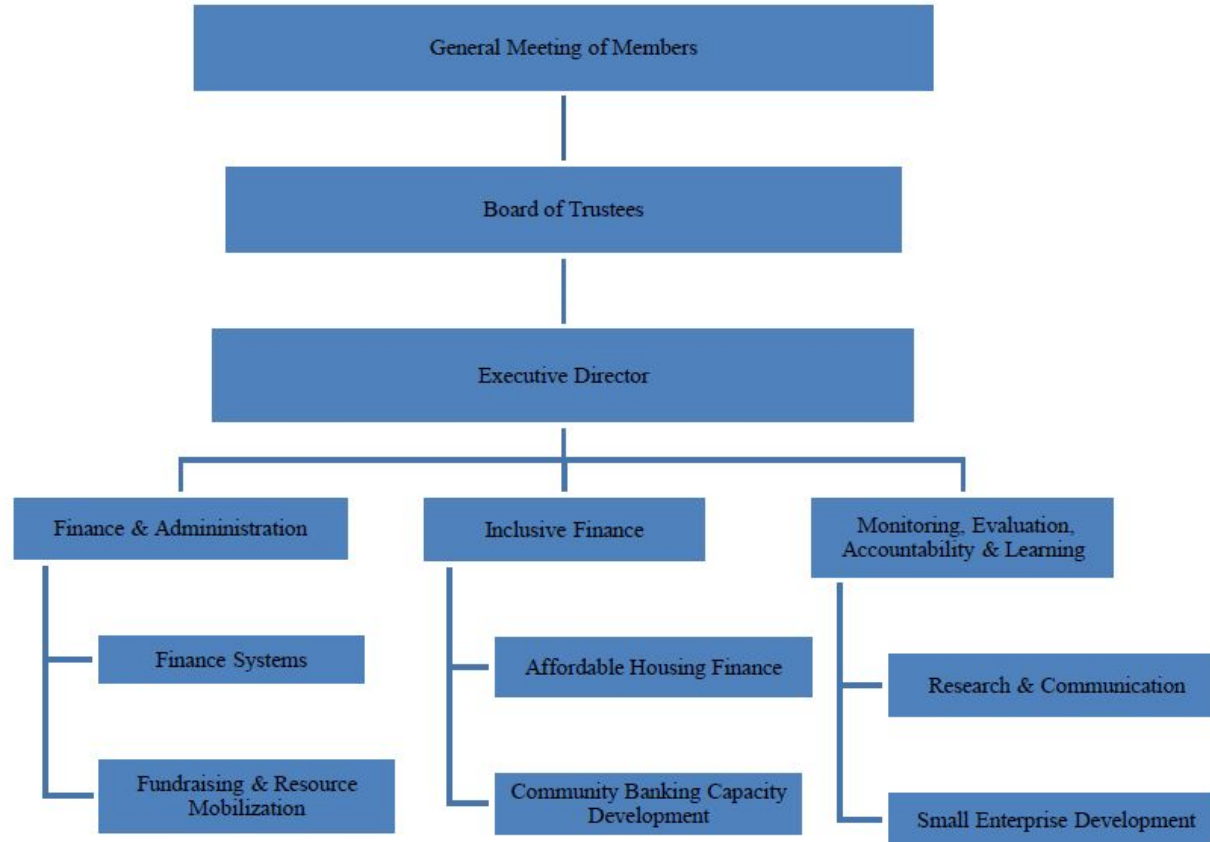 General Meeting of Members
Board of Trustees
Executive Director
Finance & Admininistration
Inclusive Finance
Monitoring, Evaluation,
Accountability & Learning
Finance Systems
Affordable Housing Finance
Research & Communication
Fundraising & Resource
Mobilization
Community Banking Capacity
Development
Small Enterprise Development